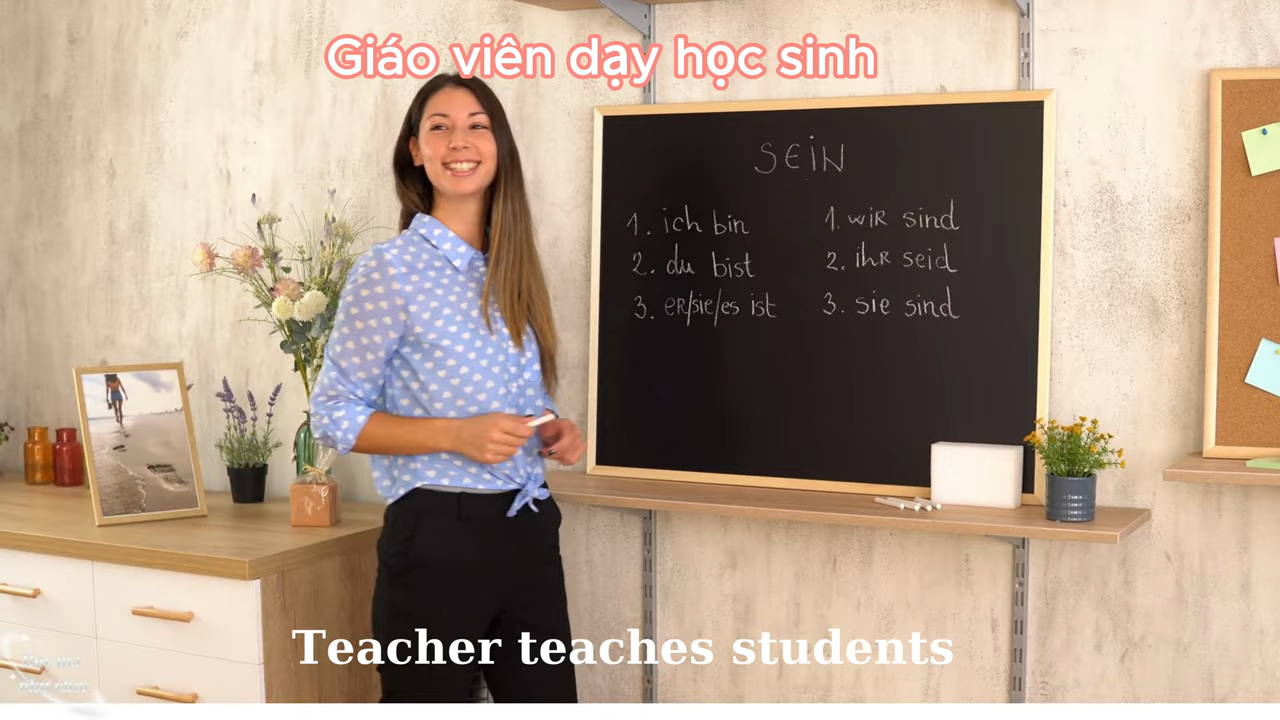 Giáo viên dạy học sinh
SEIN
1. ich bin
2. du bist
3. er/sie/es ist
1. wir sind
2. ihr seid
3. sie sind
Teacher teaches students